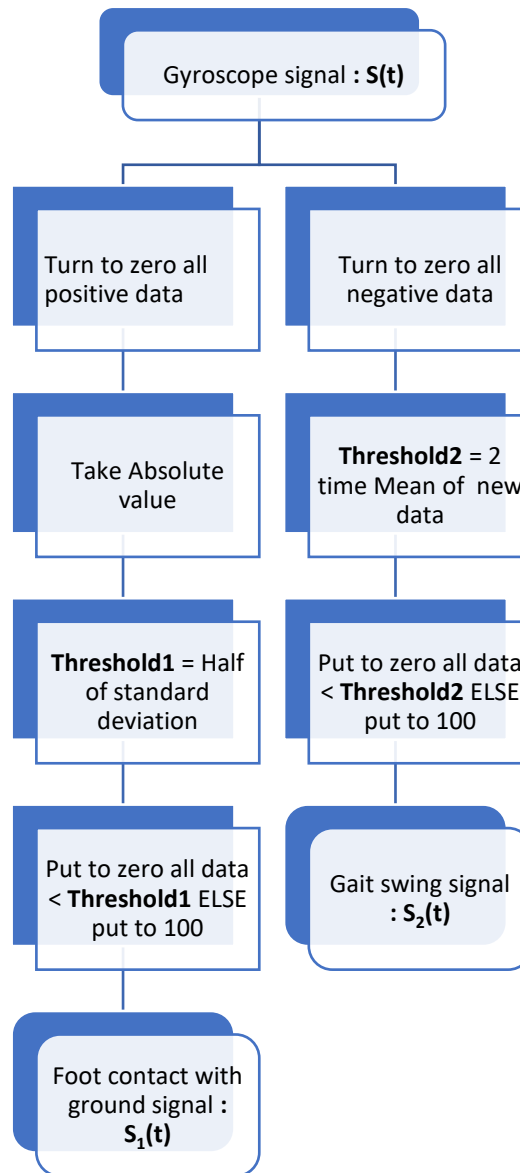 Gyroscope signal : S(t)
Turn to zero all
positive data
Turn to zero all
negative data
Take Absolute
value
Threshold2 = 2
time Mean of new
data
Threshold1 = Half
of standard
deviation
Put to zero all data
< Threshold2 ELSE
put to 100
Put to zero all data
< Threshold1 ELSE
put to 100
Gait swing signal
: S₂(t)
Foot contact with
ground signal :
S₁(t)